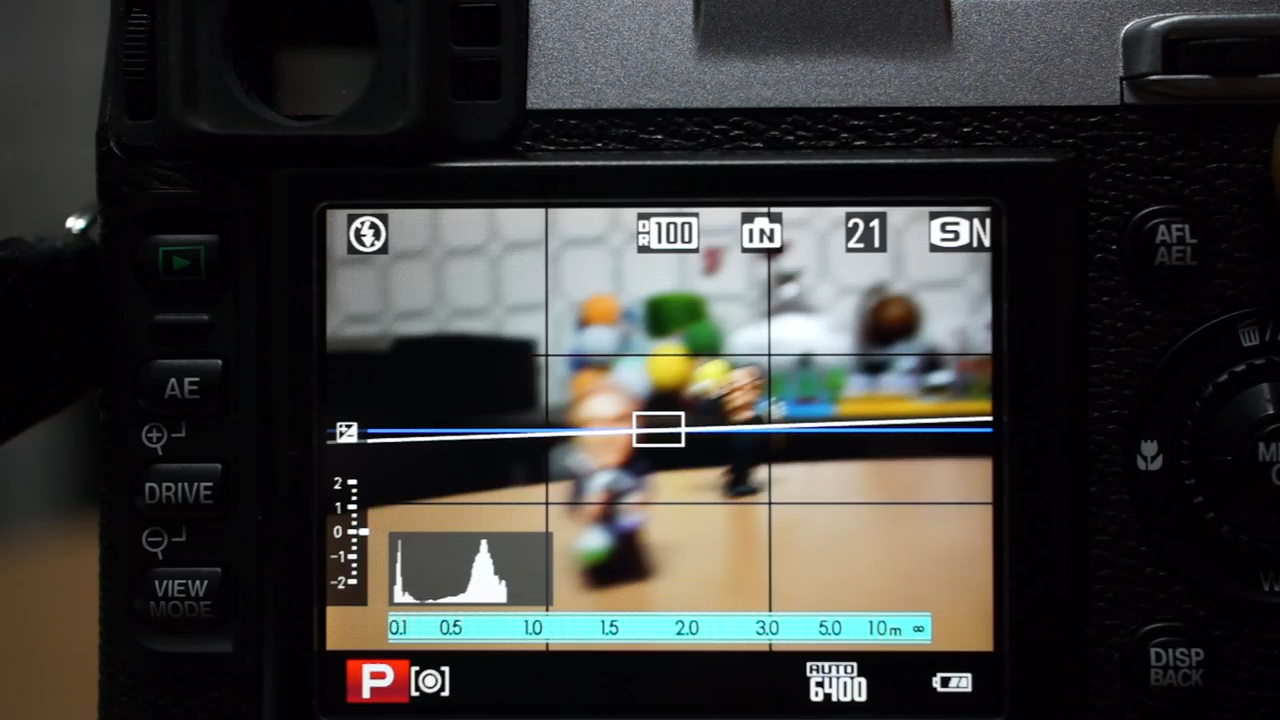 DR 100 IN 21 S N
AFL
AEL
AE
DRIVE
VIEW
MODE
2
1
0
-1
-2
0.1 0.5 1.0 1.5 2.0 3.0 5.0 10m ∞
P
AUTO
6400
DISP
BACK